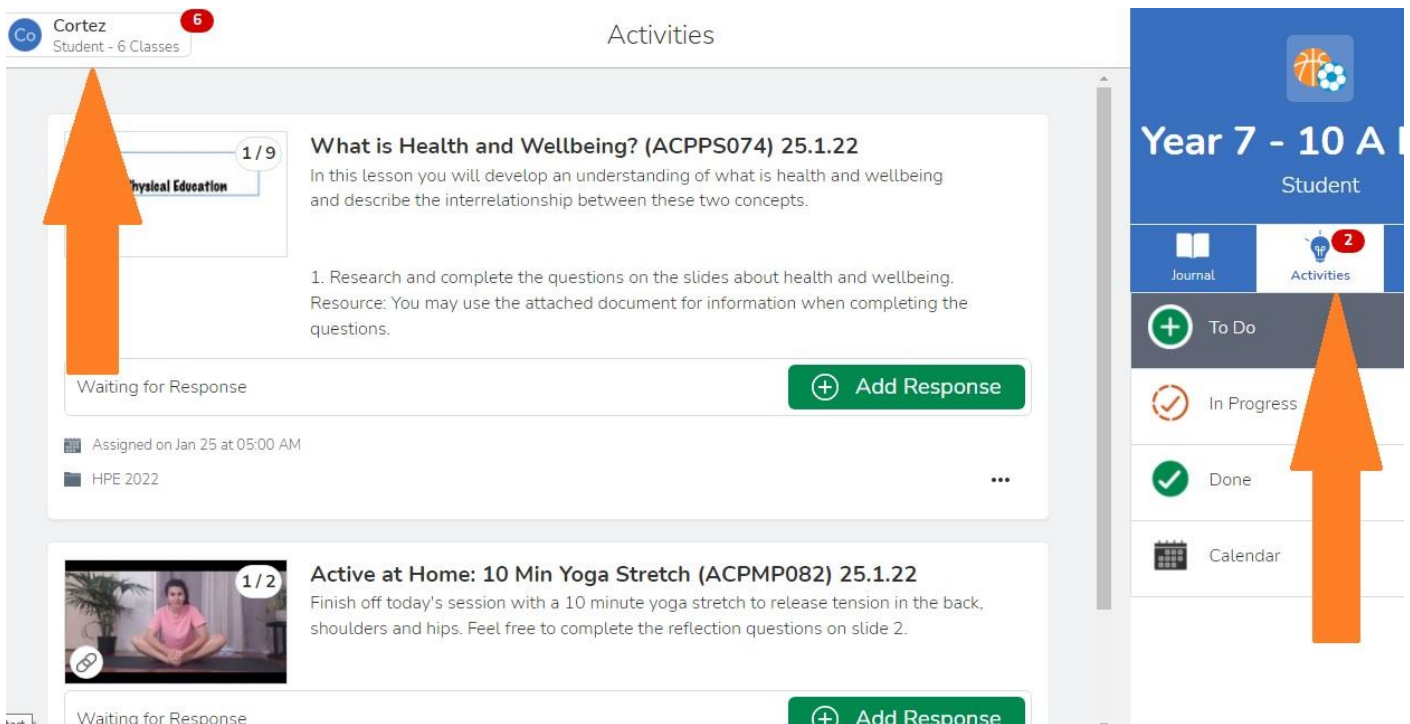 Co
Cortez
6
Student - 6 Classes
Activities
1/9
hysical Education
What is Health and Wellbeing? (ACPPS074) 25.1.22
In this lesson you will develop an understanding of what is health and wellbeing
and describe the interrelationship between these two concepts.
1. Research and complete the questions on the slides about health and wellbeing.
Resource: You may use the attached document for information when completing the
questions.
Waiting for Response
Add Response
Assigned on Jan 25 at 05:00 AM
HPE 2022
1/2
Active at Home: 10 Min Yoga Stretch (ACPMP082) 25.1.22
Finish off today's session with a 10 minute yoga stretch to release tension in the back,
shoulders and hips. Feel free to complete the reflection questions on slide 2.
Waiting for Response
Add Response
Year 7 - 10 A
Student
Journal
Activities
2
To Do
In Progress
Done
Calendar